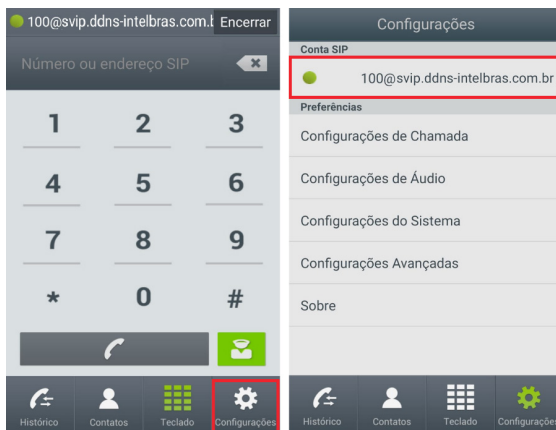 100@svip.ddns-intelbras.com.b Encerrar
Número ou endereço SIP
1 2 3
4 5 6
7 8 9
* 0 #
Histórico Contatos Teclado Configurações
Configurações
Conta SIP
100@svip.ddns-intelbras.com.br
Preferências
Configurações de Chamada
Configurações de Áudio
Configurações do Sistema
Configurações Avançadas
Sobre
Histórico Contatos Teclado Configurações